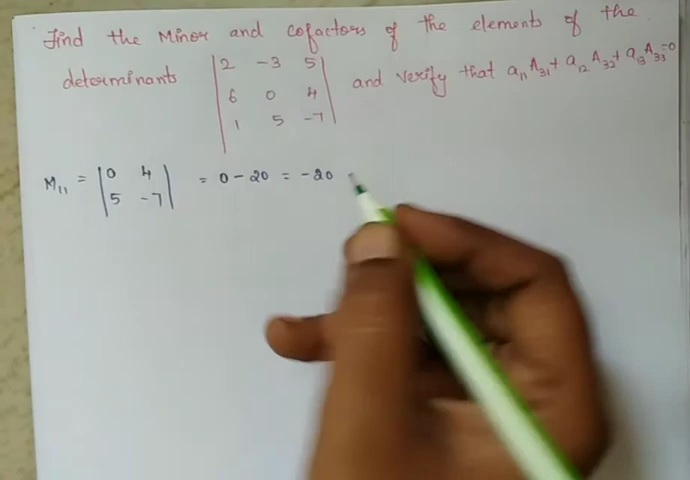 Find the Minor and cofactors of the elements of the
determinants | 2 -3 5 | and verify that a₁₁A₃₁ + a₁₂A₃₂ + a₁₃A₃₃ = 0
6 0 4
1 5 -7
M₁₁ = | 0 4 | = 0 - 20 = -20
5 -7